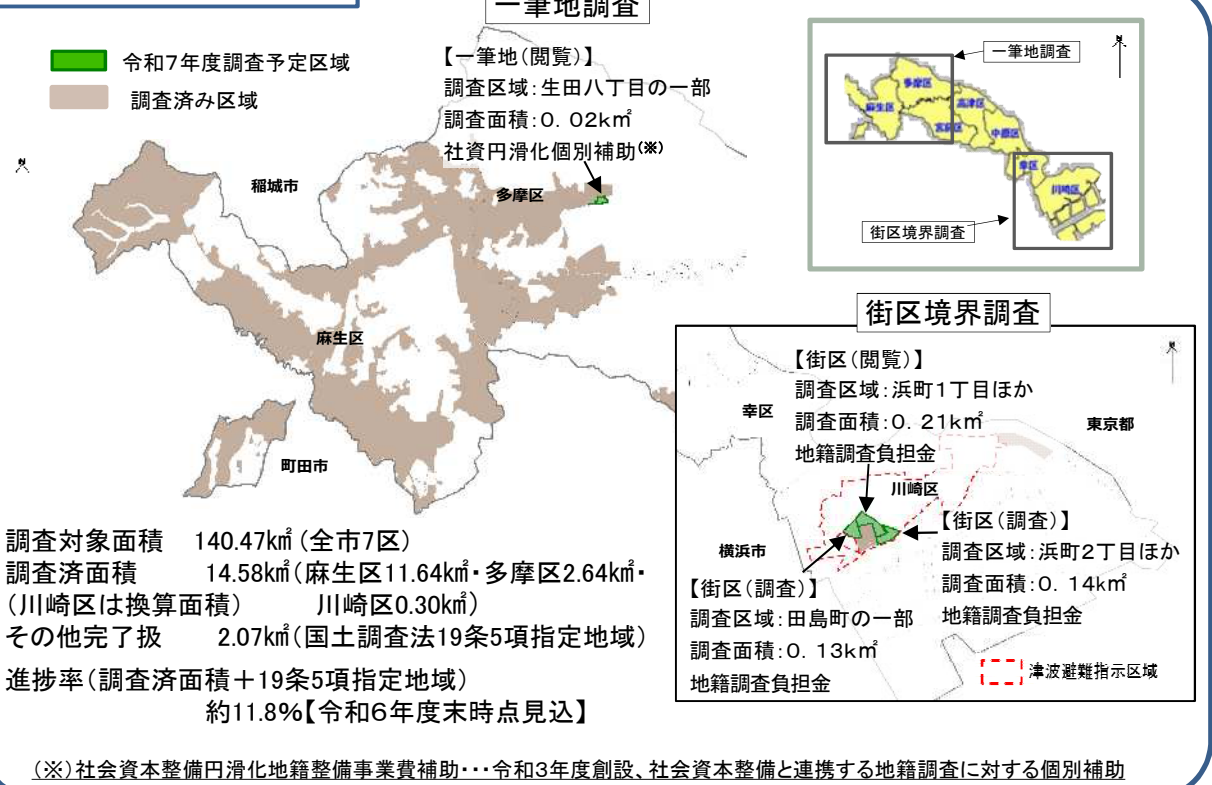 一筆地調査
令和7年度調査予定区域
調査済み区域
【一筆地(閲覧)】
調査区域:生田八丁目の一部
調査面積:0.02k㎡
社資円滑化個別補助(※)
稲城市
多摩区
麻生区
町田市
一筆地調査
多摩区
麻生区
高津区
宮前区
中原区
幸区
川崎区
街区境界調査
街区境界調査
【街区(閲覧)】
調査区域:浜町1丁目ほか
調査面積:0.21k㎡
地籍調査負担金
幸区
東京都
川崎区
横浜市
【街区(調査)】
調査区域:浜町2丁目ほか
調査面積:0.14k㎡
地籍調査負担金
【街区(調査)】
調査区域:田島町の一部
調査面積:0.13k㎡
地籍調査負担金
津波避難指示区域
調査対象面積 140.47㎢(全市7区)
調査済面積 14.58㎢(麻生区11.64㎢・多摩区2.64㎢・
(川崎区は換算面積) 川崎区0.30㎢)
その他完了扱 2.07㎢(国土調査法19条5項指定地域)
進捗率(調査済面積+19条5項指定地域)
約11.8%【令和6年度末時点見込】
(※)社会資本整備円滑化地籍整備事業費補助・・・令和3年度創設、社会資本整備と連携する地籍調査に対する個別補助